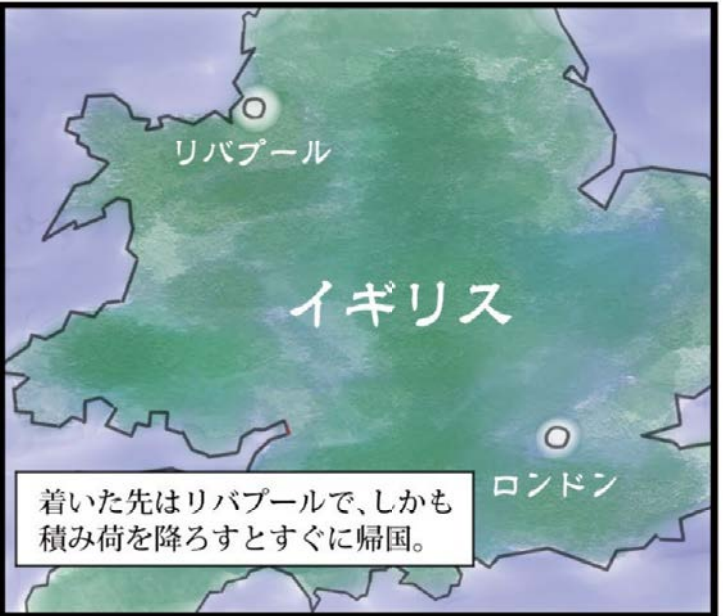 リバプール
イギリス
ロンドン
着いた先はリバプールで、しかも
積み荷を降ろすとすぐに帰国。